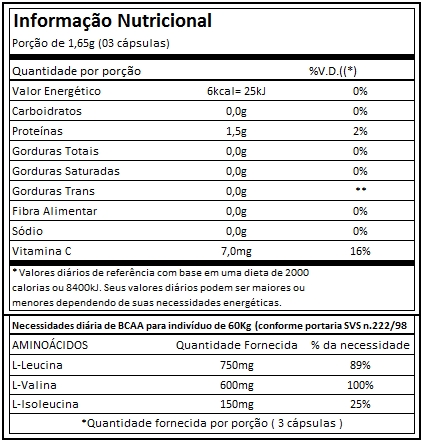 Informação Nutricional
Porção de 1,65g (03 cápsulas)
Quantidade por porção %V.D.((*)
Valor Energético 6kcal= 25kJ 0%
Carboidratos 0,0g 0%
Proteínas 1,5g 2%
Gorduras Totais 0,0g 0%
Gorduras Saturadas 0,0g 0%
Gorduras Trans 0,0g **
Fibra Alimentar 0,0g 0%
Sódio 0,0g 0%
Vitamina C 7,0mg 16%
* Valores diários de referência com base em uma dieta de 2000
calorias ou 8400kJ. Seus valores diários podem ser maiores ou
menores dependendo de suas necessidades energéticas.
Necessidades diária de BCAA para indivíduo de 60Kg (conforme portaria SVS n.222/98
AMINOÁCIDOS Quantidade Fornecida % da necessidade
L-Leucina 750mg 89%
L-Valina 600mg 100%
L-Isoleucina 150mg 25%
*Quantidade fornecida por porção ( 3 cápsulas )